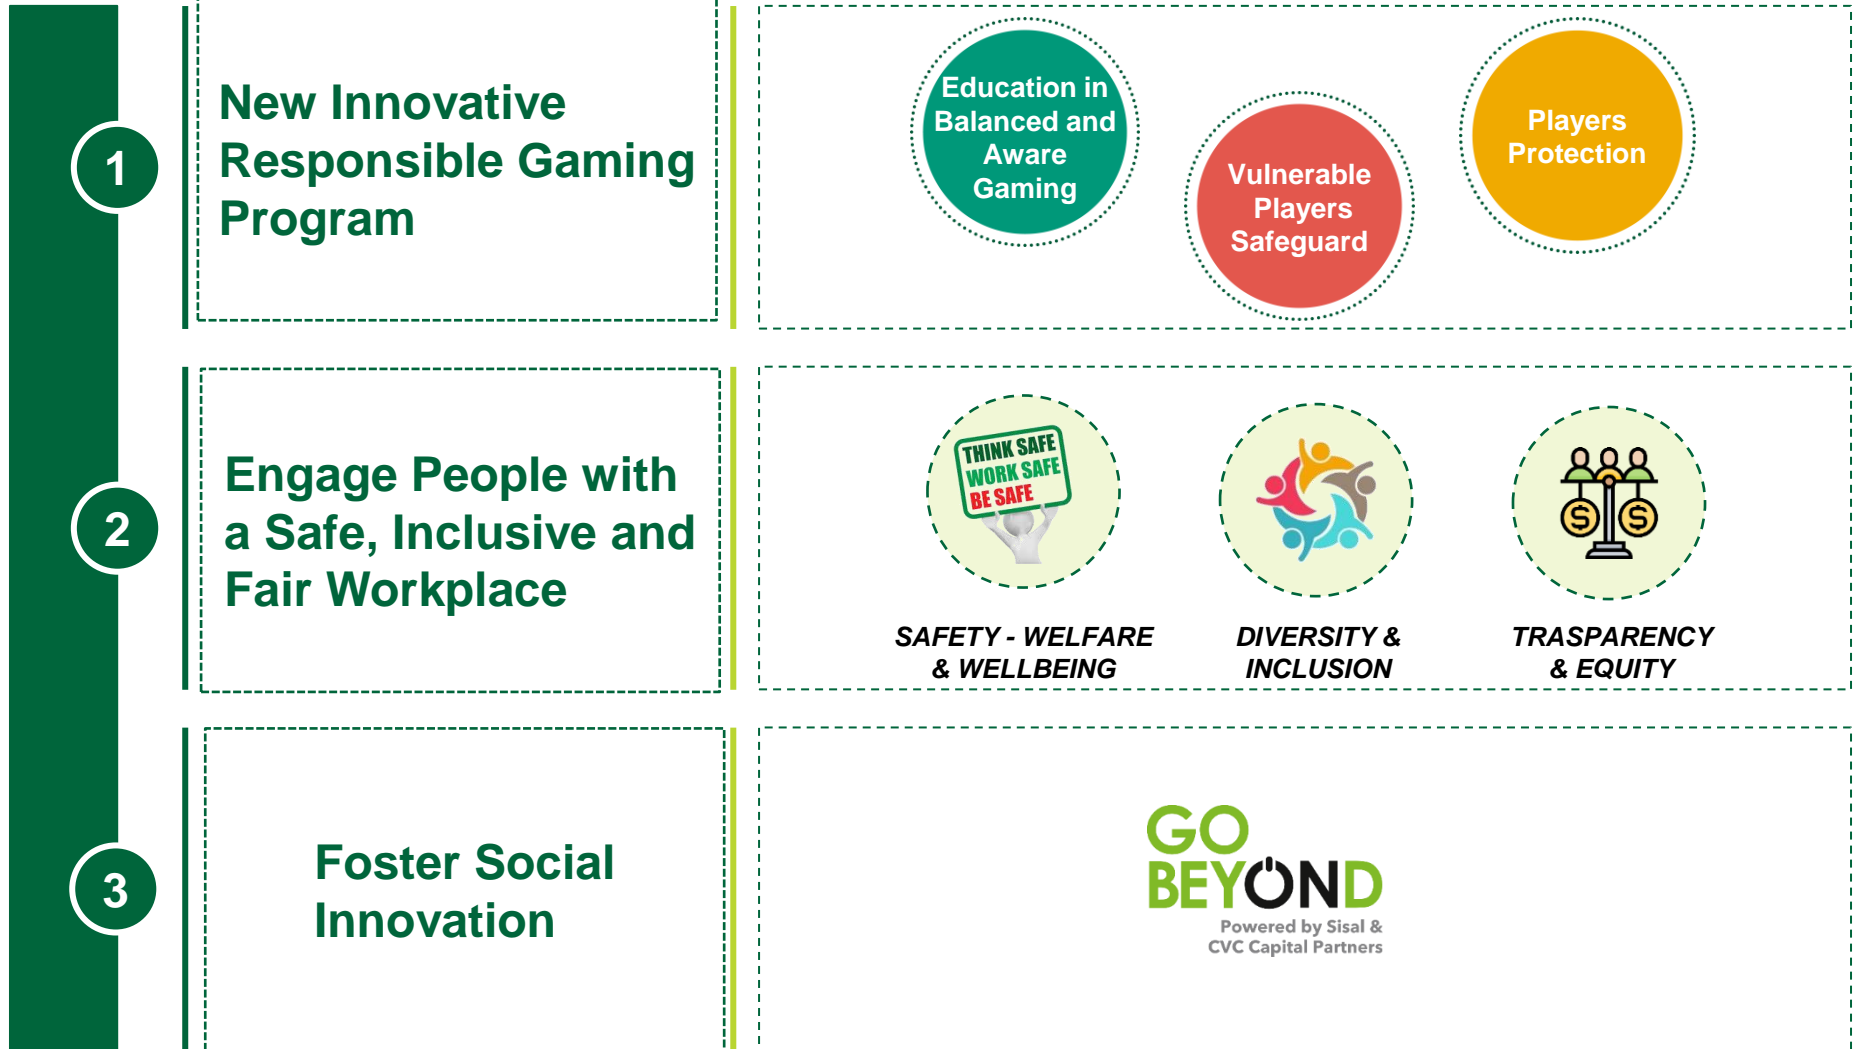 1
New Innovative
Responsible Gaming
Program
Education in
Balanced and
Aware
Gaming
Vulnerable
Players
Safeguard
Players
Protection
2
Engage People with
a Safe, Inclusive and
Fair Workplace
THINK SAFE
WORK SAFE
BE SAFE
SAFETY - WELFARE
& WELLBEING
DIVERSITY &
INCLUSION
$ $
TRASPARENCY
& EQUITY
3
Foster Social
Innovation
GO
BEYOND
Powered by Sisal &
CVC Capital Partners